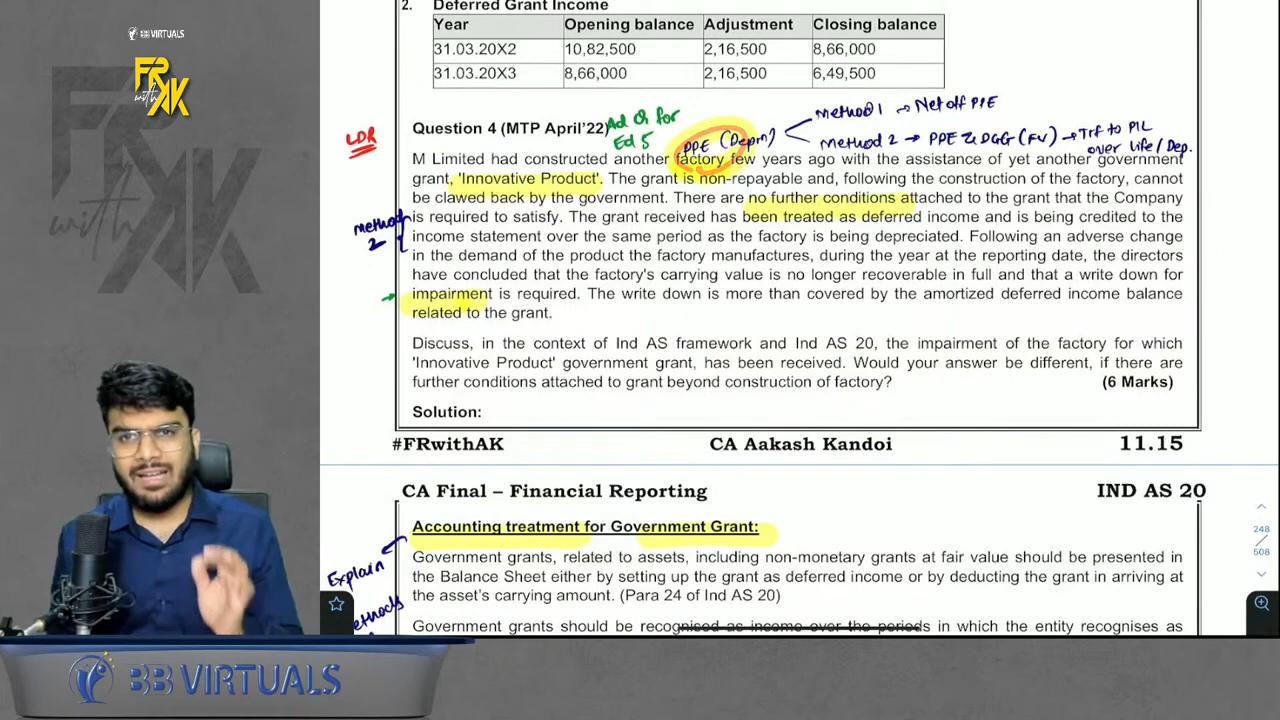 BB VIRTUALS
FR
with
AK
FR
with
AK
2. Deferred Grant Income
Year Opening balance Adjustment Closing balance
31.03.20X2 10,82,500 2,16,500 8,66,000
31.03.20X3 8,66,000 2,16,500 6,49,500
LDR
Question 4 (MTP April'22)
Ad Q for
Ed 5
PPE (Depr)
Method 1 → Net off PPE
Method 2 → PPE & DGG (FV) → Trf to P/L
over life / Dep.
M Limited had constructed another factory few years ago with the assistance of yet another government
grant, 'Innovative Product'. The grant is non-repayable and, following the construction of the factory, cannot
be clawed back by the government. There are no further conditions attached to the grant that the Company
is required to satisfy. The grant received has been treated as deferred income and is being credited to the
income statement over the same period as the factory is being depreciated. Following an adverse change
in the demand of the product the factory manufactures, during the year at the reporting date, the directors
have concluded that the factory's carrying value is no longer recoverable in full and that a write down for
impairment is required. The write down is more than covered by the amortized deferred income balance
related to the grant.
Method
2
Discuss, in the context of Ind AS framework and Ind AS 20, the impairment of the factory for which
'Innovative Product' government grant, has been received. Would your answer be different, if there are
further conditions attached to grant beyond construction of factory? (6 Marks)
Solution:
#FRwithAK CA Aakash Kandoi 11.15
CA Final – Financial Reporting IND AS 20
Accounting treatment for Government Grant:
Explain
Government grants, related to assets, including non-monetary grants at fair value should be presented in
the Balance Sheet either by setting up the grant as deferred income or by deducting the grant in arriving at
the asset's carrying amount. (Para 24 of Ind AS 20)
Government grants should be recognised as income over the periods in which the entity recognises as
248
508
BB VIRTUALS